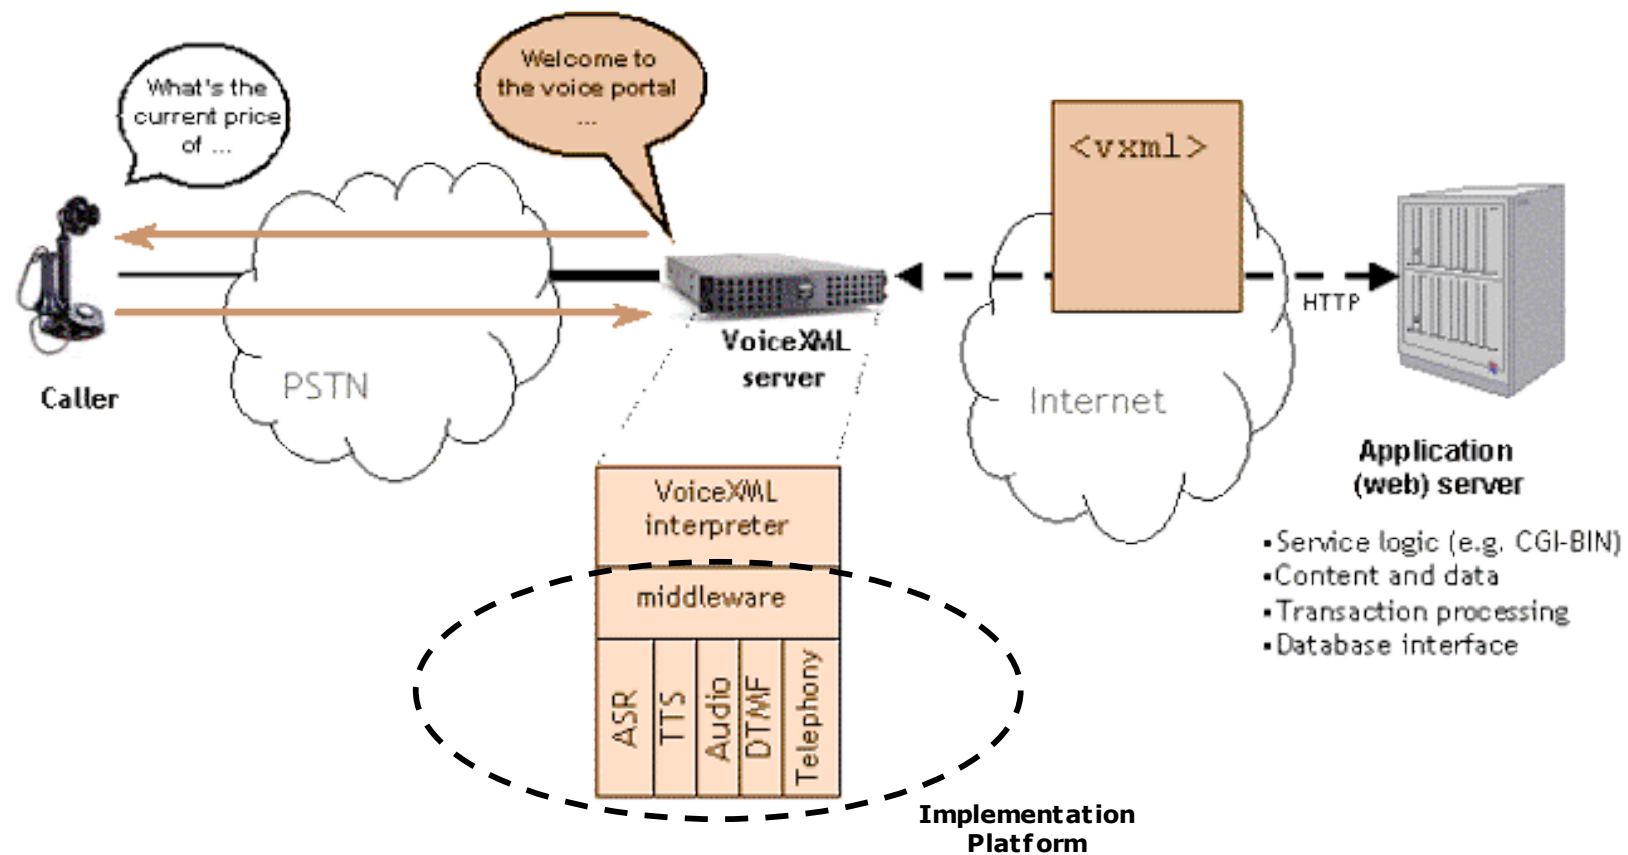 What's the
current price
of ...
Welcome to
the voice portal
...
<vxml>
HTTP
VoiceXML
server
Caller
PSTN
Internet
Application
(web) server
VoiceXML
interpreter
▪Service logic (e.g. CGI-BIN)
▪Content and data
▪Transaction processing
▪Database interface
middleware
ASR
TTS
Audio
DTMF
Telephony
Implementation
Platform